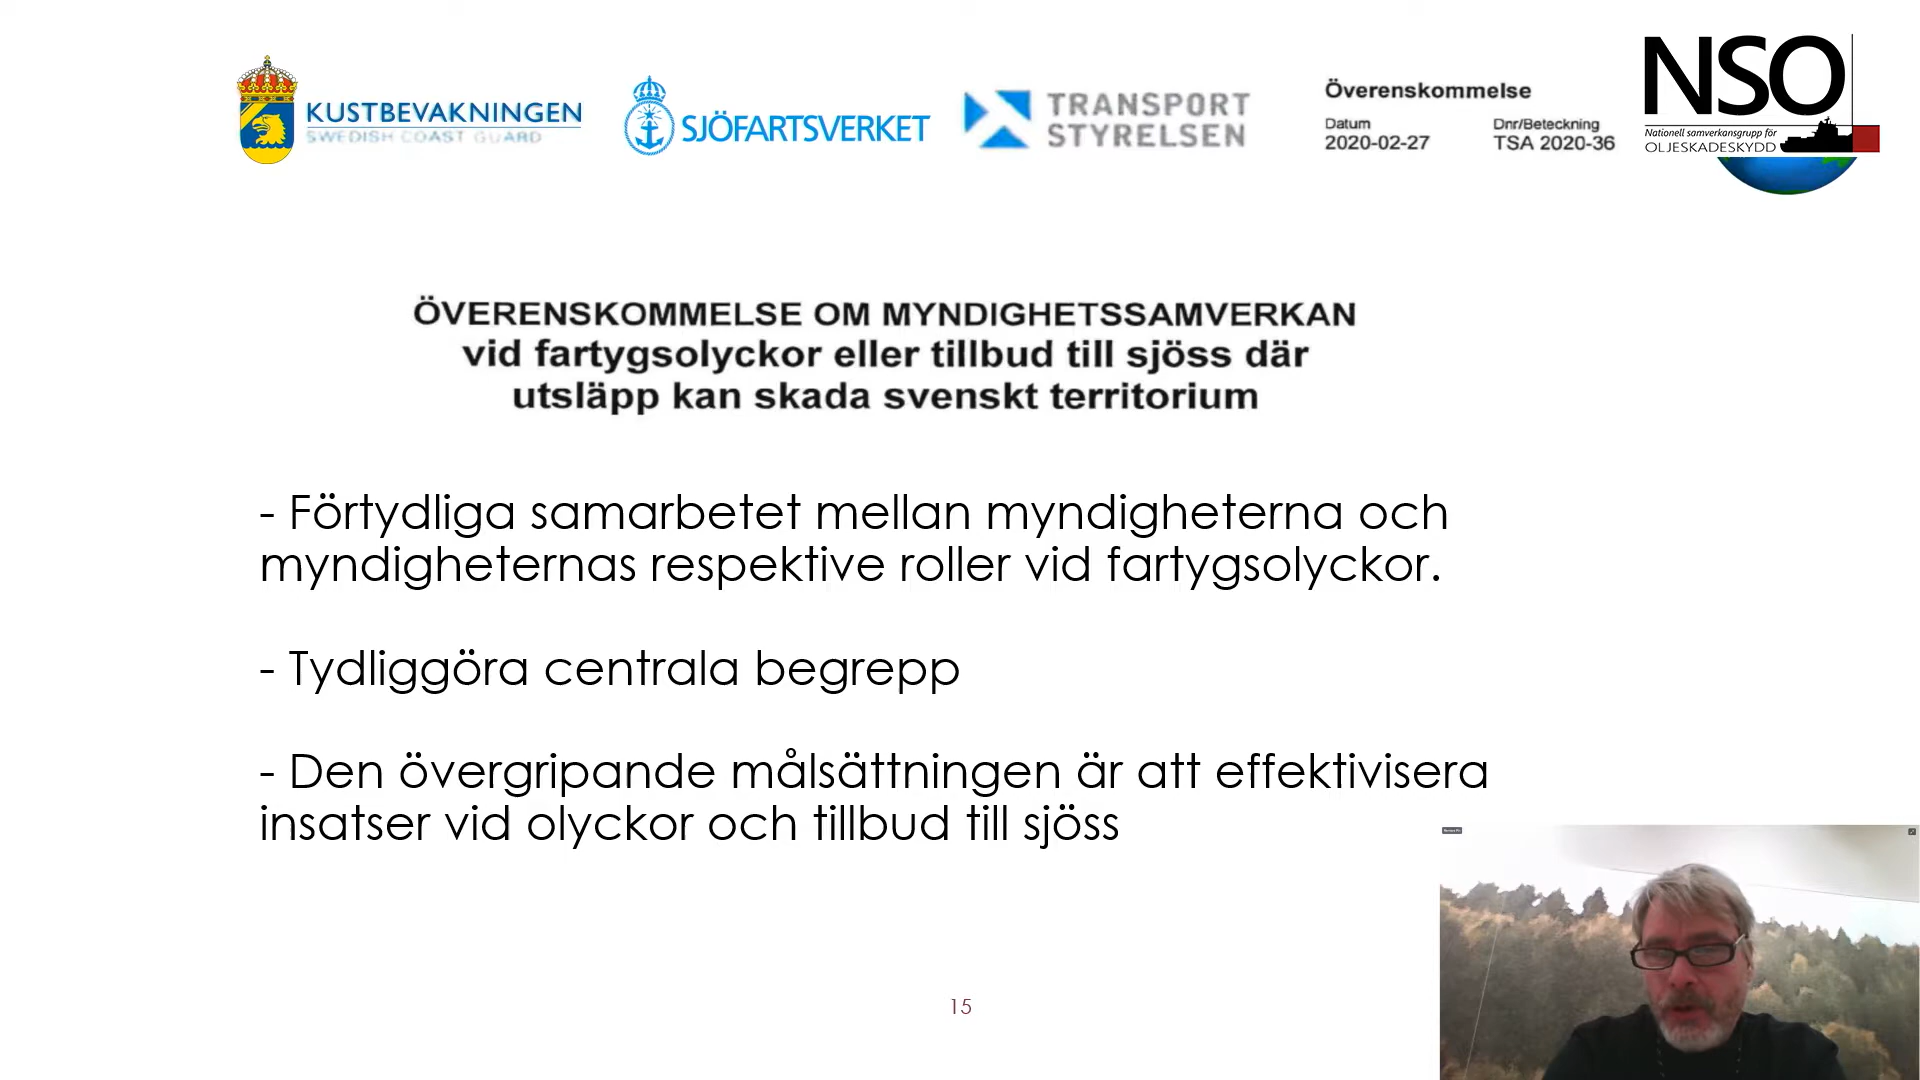 KUSTBEVAKNINGEN
SWEDISH COAST GUARD
SJÖFARTSVERKET
TRANSPORT
STYRELSEN
Överenskommelse
Datum
2020-02-27
Dnr/Beteckning
TSA 2020-36
NSO
Nationell samverkansgrupp för
OLJESKADESKYDD
ÖVERENSKOMMELSE OM MYNDIGHETSSAMVERKAN
vid fartygsolyckor eller tillbud till sjöss där
utsläpp kan skada svenskt territorium
- Förtydliga samarbetet mellan myndigheterna och
myndigheternas respektive roller vid fartygsolyckor.
- Tydliggöra centrala begrepp
- Den övergripande målsättningen är att effektivisera
insatser vid olyckor och tillbud till sjöss
15